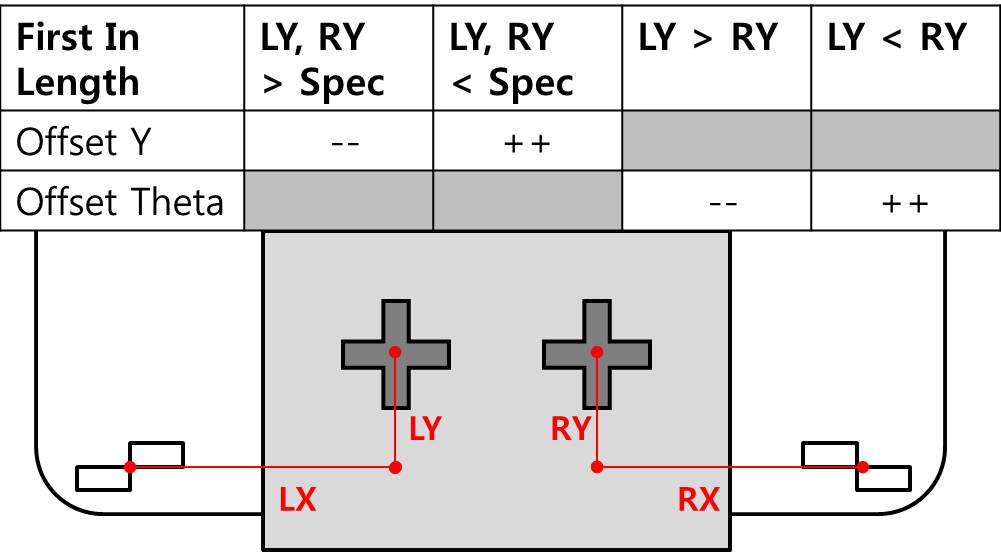 First In
Length
LY, RY
> Spec
LY, RY
< Spec
LY > RY
LY < RY
Offset Y
--
++
Offset Theta
--
++
LY
RY
LX
RX